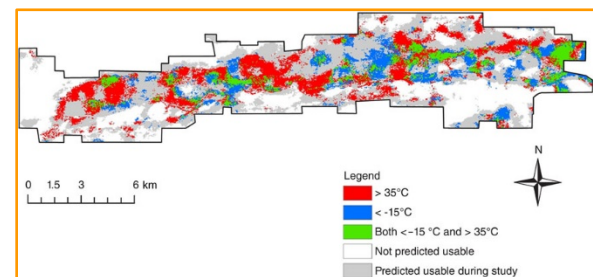 N
Legend
> 35°C
< -15°C
Both <-15 °C and > 35°C
Not predicted usable
Predicted usable during study
0 1.5 3 6 km